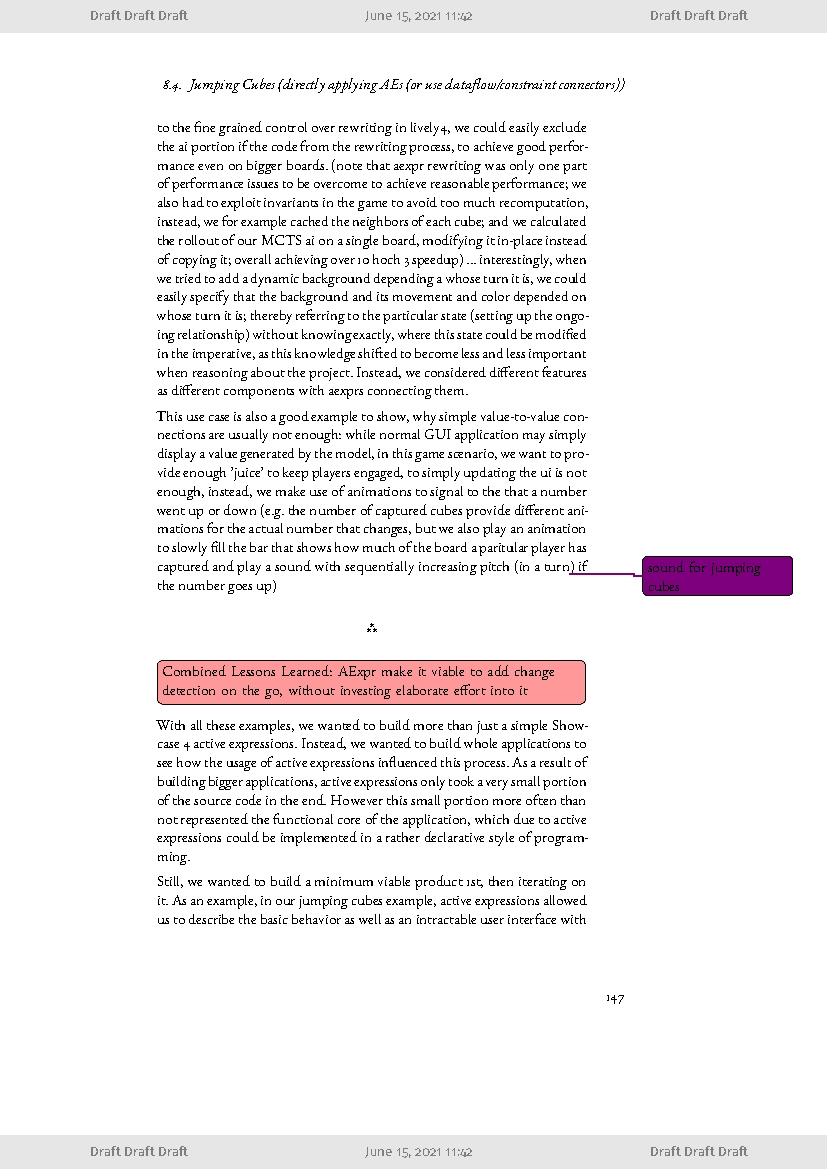 Draft Draft Draft June 15, 2021 11:42 Draft Draft Draft
8.4. Jumping Cubes (directly applying AEs (or use dataflow/constraint connectors))
to the fine grained control over rewriting in lively4, we could easily exclude
the ai portion if the code from the rewriting process, to achieve good perfor-
mance even on bigger boards. (note that aexpr rewriting was only one part
of performance issues to be overcome to achieve reasonable performance; we
also had to exploit invariants in the game to avoid too much recomputation,
instead, we for example cached the neighbors of each cube; and we calculated
the rollout of our MCTS ai on a single board, modifying it in-place instead
of copying it; overall achieving over 10 hoch 3 speedup) ... interestingly, when
we tried to add a dynamic background depending a whose turn it is, we could
easily specify that the background and its movement and color depended on
whose turn it is; thereby referring to the particular state (setting up the ongo-
ing relationship) without knowing exactly, where this state could be modified
in the imperative, as this knowledge shifted to become less and less important
when reasoning about the project. Instead, we considered different features
as different components with aexprs connecting them.
This use case is also a good example to show, why simple value-to-value con-
nections are usually not enough: while normal GUI application may simply
display a value generated by the model, in this game scenario, we want to pro-
vide enough ’juice’ to keep players engaged, to simply updating the ui is not
enough, instead, we make use of animations to signal to the that a number
went up or down (e.g. the number of captured cubes provide different ani-
mations for the actual number that changes, but we also play an animation
to slowly fill the bar that shows how much of the board a paritular player has
captured and play a sound with sequentially increasing pitch (in a turn) if
the number goes up)
sound for jumping
cubes
⁂
Combined Lessons Learned: AExpr make it viable to add change
detection on the go, without investing elaborate effort into it
With all these examples, we wanted to build more than just a simple Show-
case 4 active expressions. Instead, we wanted to build whole applications to
see how the usage of active expressions influenced this process. As a result of
building bigger applications, active expressions only took a very small portion
of the source code in the end. However this small portion more often than
not represented the functional core of the application, which due to active
expressions could be implemented in a rather declarative style of program-
ming.
Still, we wanted to build a minimum viable product 1st, then iterating on
it. As an example, in our jumping cubes example, active expressions allowed
us to describe the basic behavior as well as an intractable user interface with
147
Draft Draft Draft June 15, 2021 11:42 Draft Draft Draft